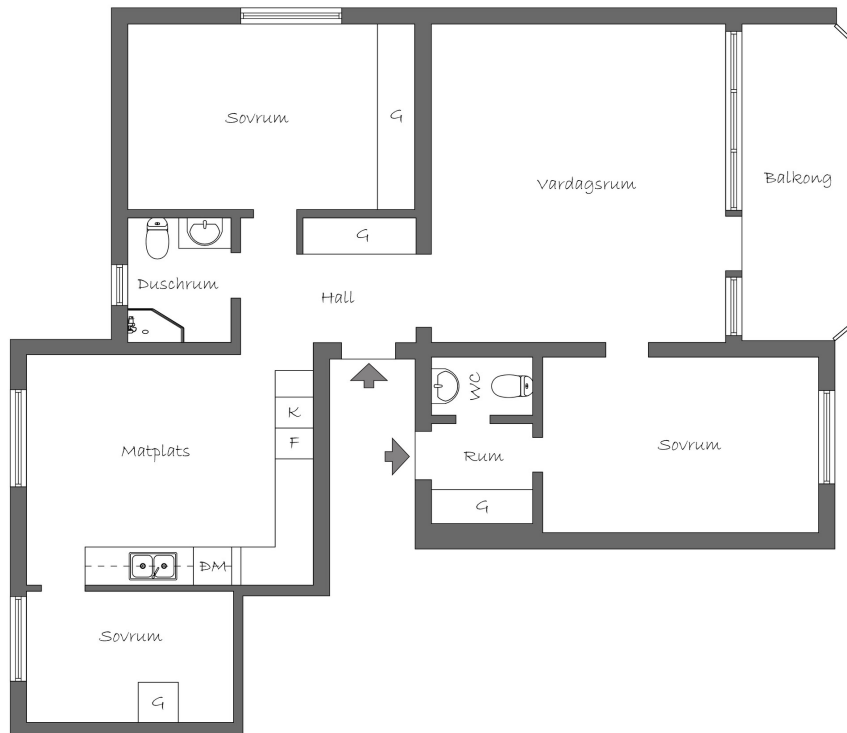 Sovrum
G
Vardagsrum
Balkong
G
Duschrum
Hall
K
F
WC
Matplats
Rum
Sovrum
G
DM
Sovrum
G